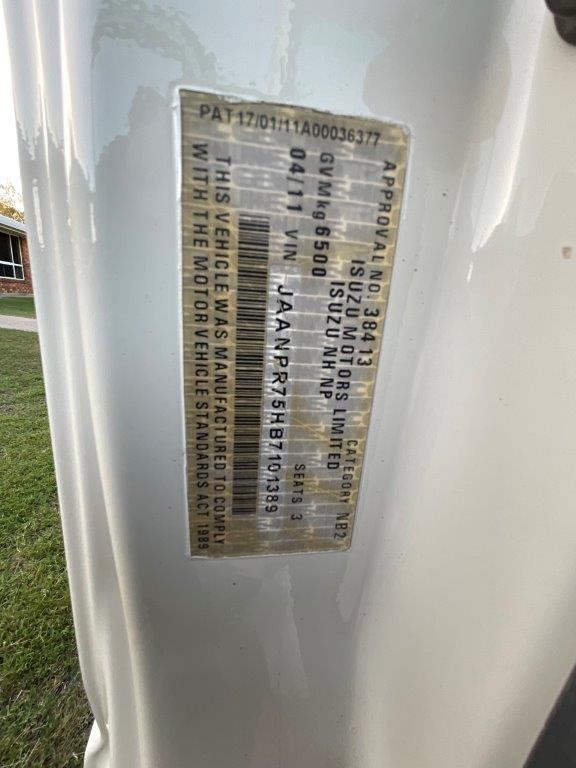 APPROVAL NO. 38413 CATEGORY NB2
ISUZU MOTORS LIMITED
ISUZU NH NP
GVM kg 6500 SEATS 3
04/11 VIN JAANPR75HB7101389
THIS VEHICLE WAS MANUFACTURED TO COMPLY
WITH THE MOTOR VEHICLE STANDARDS ACT 1989
PAT17/01/11A00036377